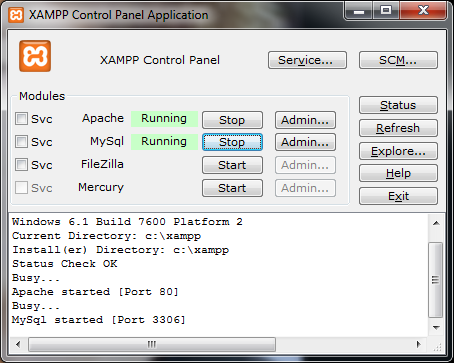 XAMPP Control Panel Application
XAMPP Control Panel
Service...
SCM...
Modules
Svc Apache Running Stop Admin...
Svc MySql Running Stop Admin...
Svc FileZilla Start Admin...
Svc Mercury Start Admin...
Status
Refresh
Explore...
Help
Exit
Windows 6.1 Build 7600 Platform 2
Current Directory: c:\xampp
Install(er) Directory: c:\xampp
Status Check OK
Busy...
Apache started [Port 80]
Busy...
MySql started [Port 3306]